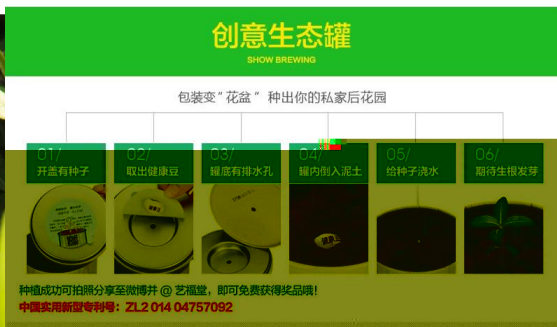 创意生态罐
SHOW BREWING
包装变“花盆” 种出你的私家后花园
01/
开盖有种子
02/
取出健康豆
03/
罐底有排水孔
04/
罐内倒入泥土
05/
给种子浇水
06/
期待生根发芽
种植成功可拍照分享至微博并 @ 艺福堂，即可免费获得奖品哦！
中国实用新型专利号：ZL2 014 04757092